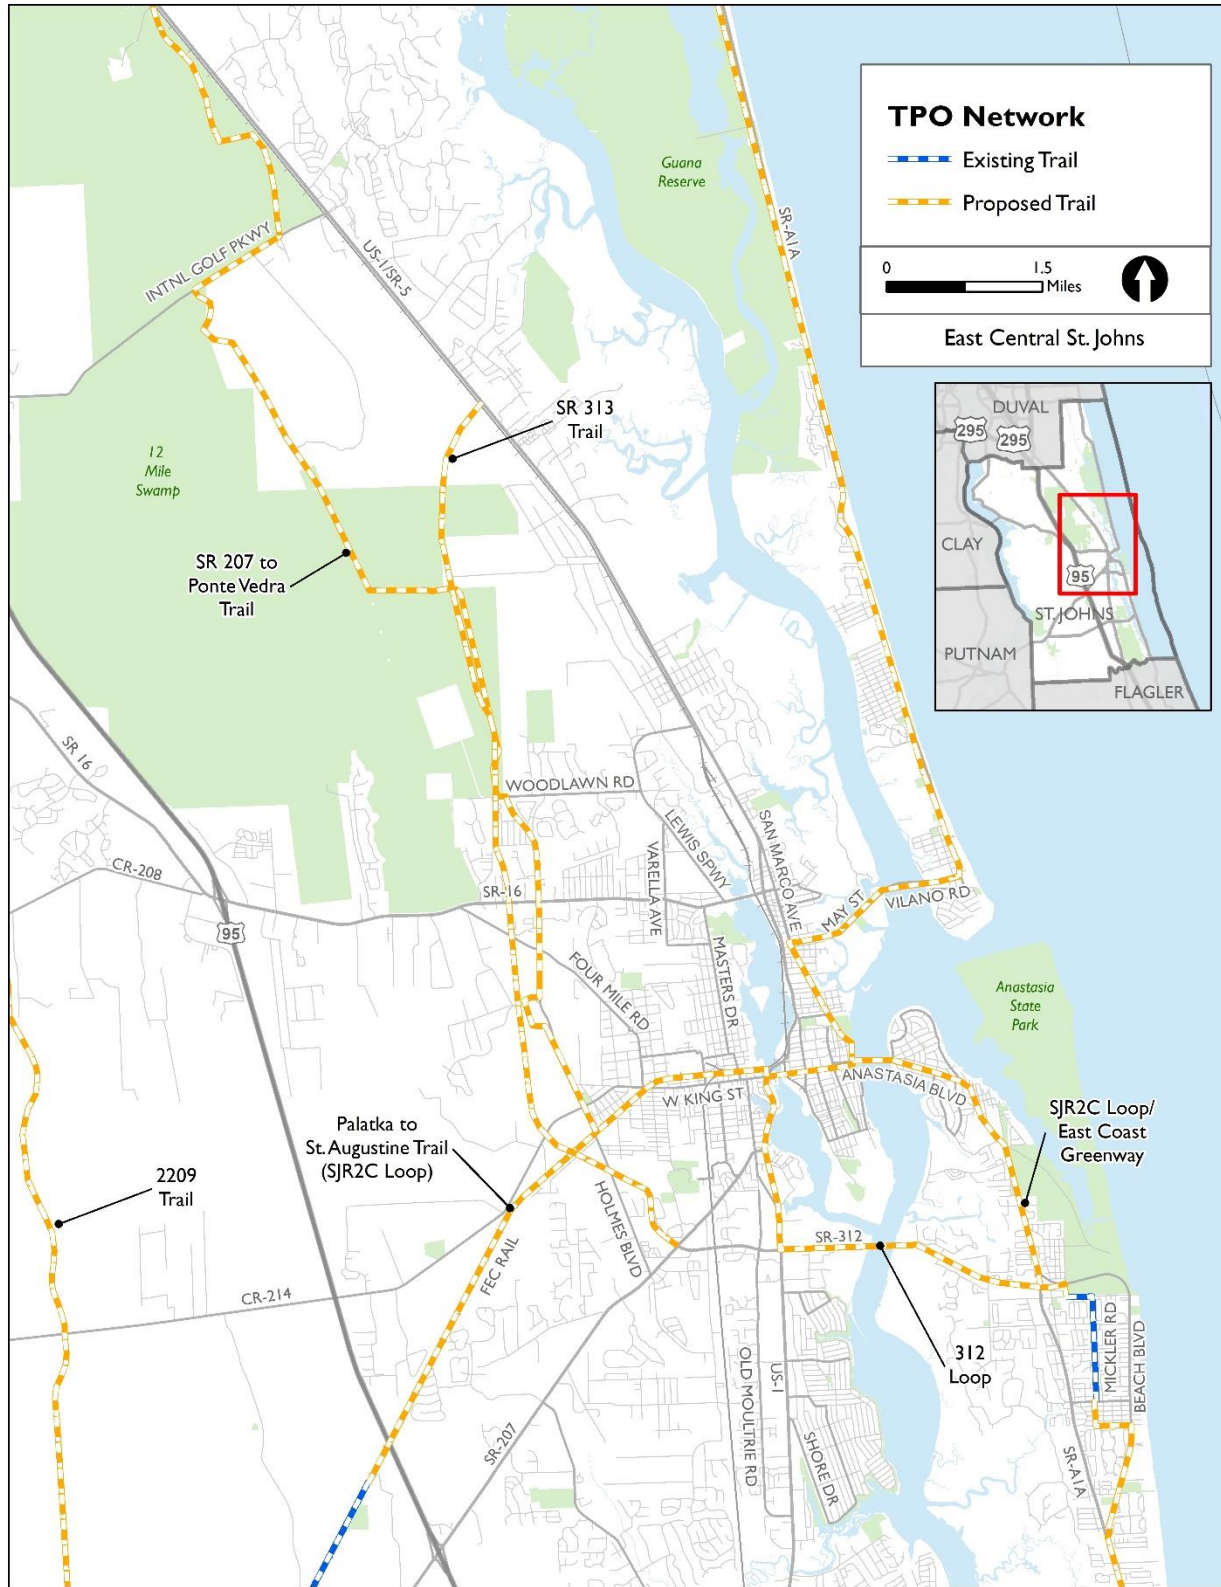 TPO Network
Existing Trail
Proposed Trail
0
1.5
Miles
East Central St. Johns
DUVAL
295
295
CLAY
95
ST. JOHNS
PUTNAM
FLAGLER
Guana
Reserve
SR-A1A
INTNL GOLF PKWY
US-1/SR-5
SR 313
Trail
12
Mile
Swamp
SR 207 to
Ponte Vedra
Trail
SR 16
WOODLAWN RD
LEWIS SPWY
SAN MARCO AVE
VARELLA AVE
CR-208
SR-16
MAY ST
VILANO RD
95
MASTERS DR
FOUR MILE RD
Anastasia
State
Park
W KING ST
ANASTASIA BLVD
SJR2C Loop/
East Coast
Greenway
Palatka to
St. Augustine Trail
(SJR2C Loop)
2209
Trail
HOLMES BLVD
SR-312
FEC RAIL
CR-214
312
Loop
MICKLER RD
BEACH BLVD
OLD MOULTRIE RD
US-1
SR-207
SHORE DR
SR-A1A